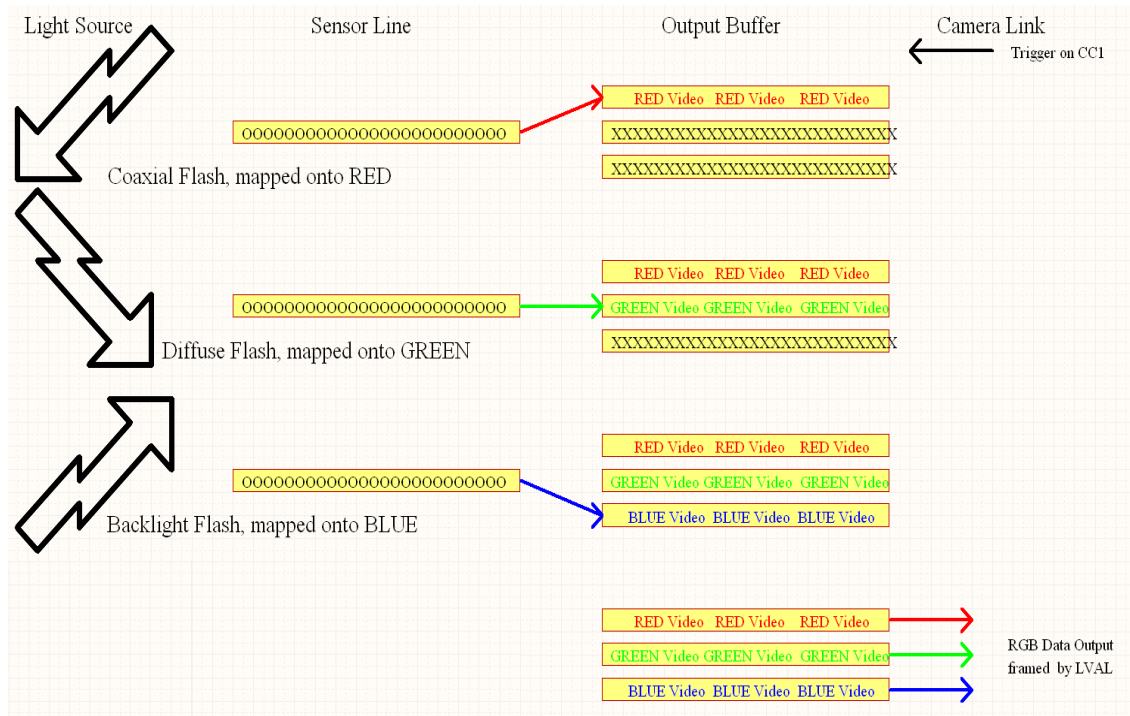 Light Source
Sensor Line
Output Buffer
Camera Link
Trigger on CC1
RED Video RED Video RED Video
OOOOOOOOOOOOOOOOOOOOOOOOO
XXXXXXXXXXXXXXXXXXXXXXXXXXX
XXXXXXXXXXXXXXXXXXXXXXXXXXX
Coaxial Flash, mapped onto RED
RED Video RED Video RED Video
OOOOOOOOOOOOOOOOOOOOOOOOO
GREEN Video GREEN Video GREEN Video
XXXXXXXXXXXXXXXXXXXXXXXXXXX
Diffuse Flash, mapped onto GREEN
RED Video RED Video RED Video
OOOOOOOOOOOOOOOOOOOOOOOOO
GREEN Video GREEN Video GREEN Video
BLUE Video BLUE Video BLUE Video
Backlight Flash, mapped onto BLUE
RED Video RED Video RED Video
GREEN Video GREEN Video GREEN Video
BLUE Video BLUE Video BLUE Video
RGB Data Output
framed by LVAL